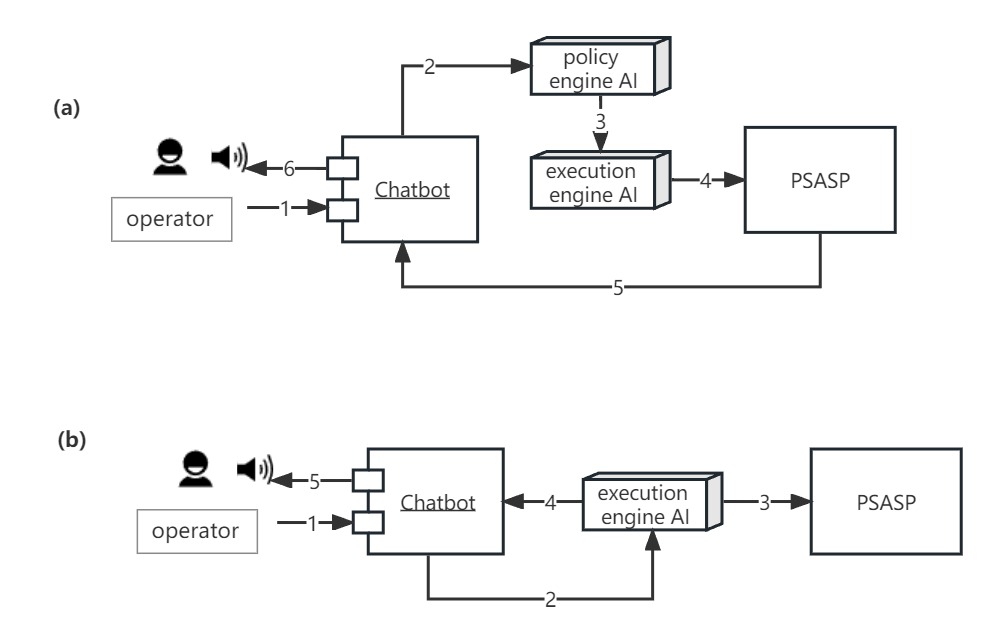 (a)
2
policy
engine AI
3
6
Chatbot
execution
engine AI
4
PSASP
1
operator
5
(b)
5
Chatbot
4
execution
engine AI
3
PSASP
1
operator
2